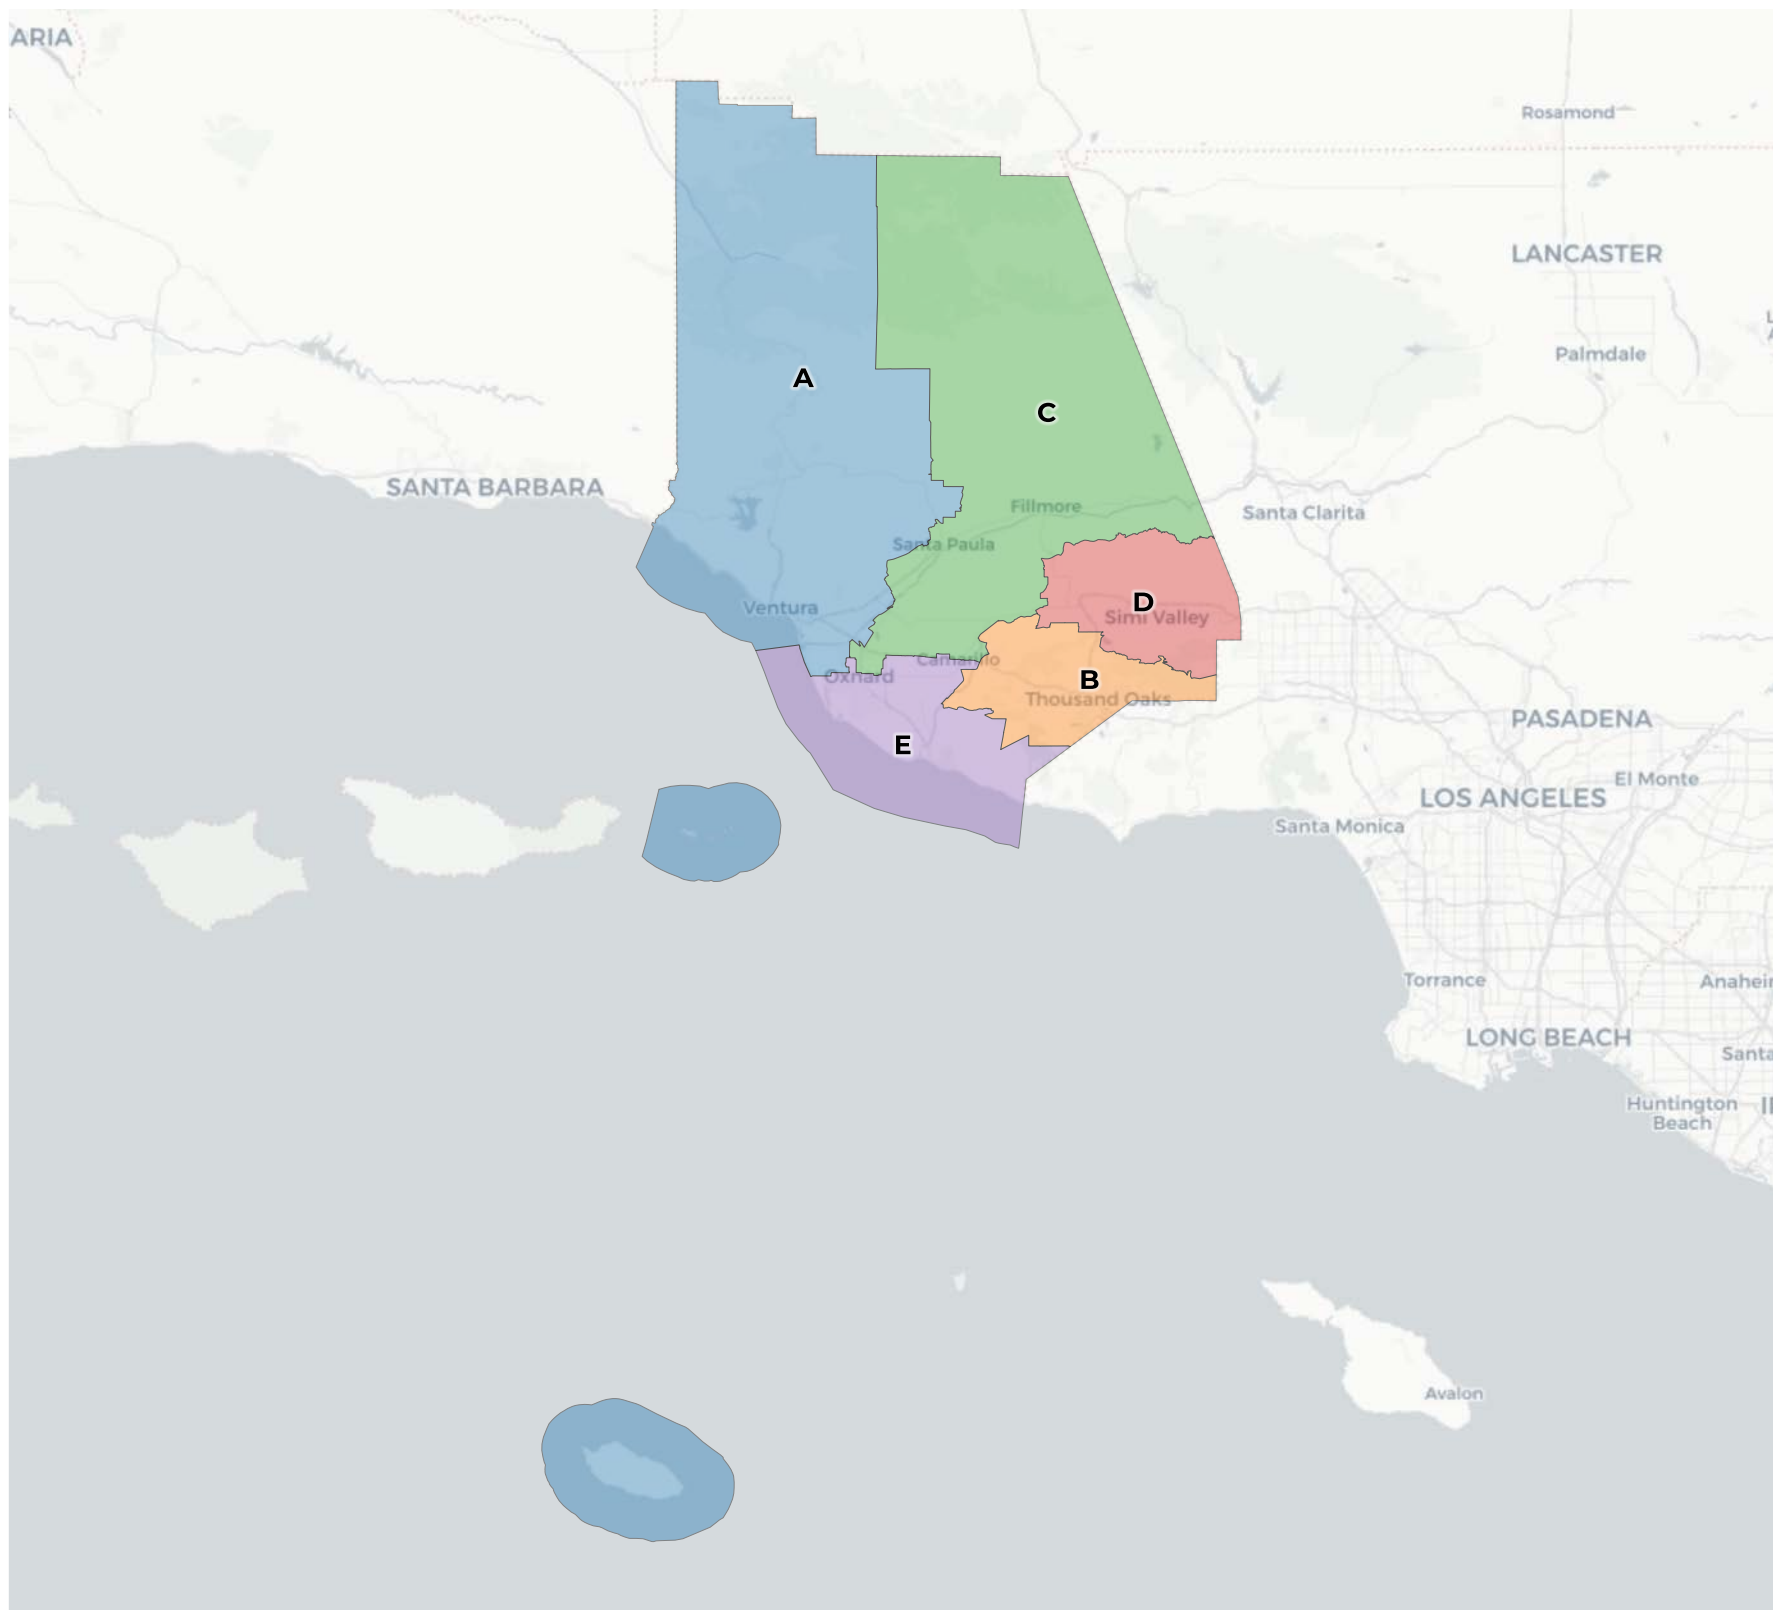 ARIA
Rosamond
LANCASTER
Palmdale
A
C
SANTA BARBARA
Fillmore
Santa Clarita
Santa Paula
D
Ventura
Simi Valley
Camarillo
Oxnard
B
Thousand Oaks
PASADENA
E
El Monte
LOS ANGELES
Santa Monica
Torrance
Anahei
LONG BEACH
Santa
Huntington
Beach
Avalon